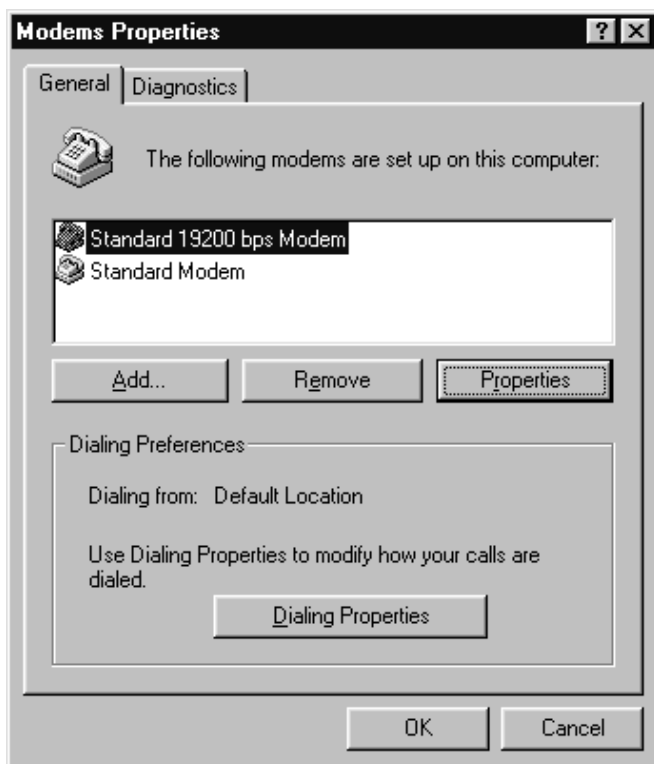 Modems Properties
General Diagnostics
The following modems are set up on this computer:
Standard 19200 bps Modem
Standard Modem
Add... Remove Properties
Dialing Preferences
Dialing from: Default Location
Use Dialing Properties to modify how your calls are
dialed.
Dialing Properties
OK Cancel